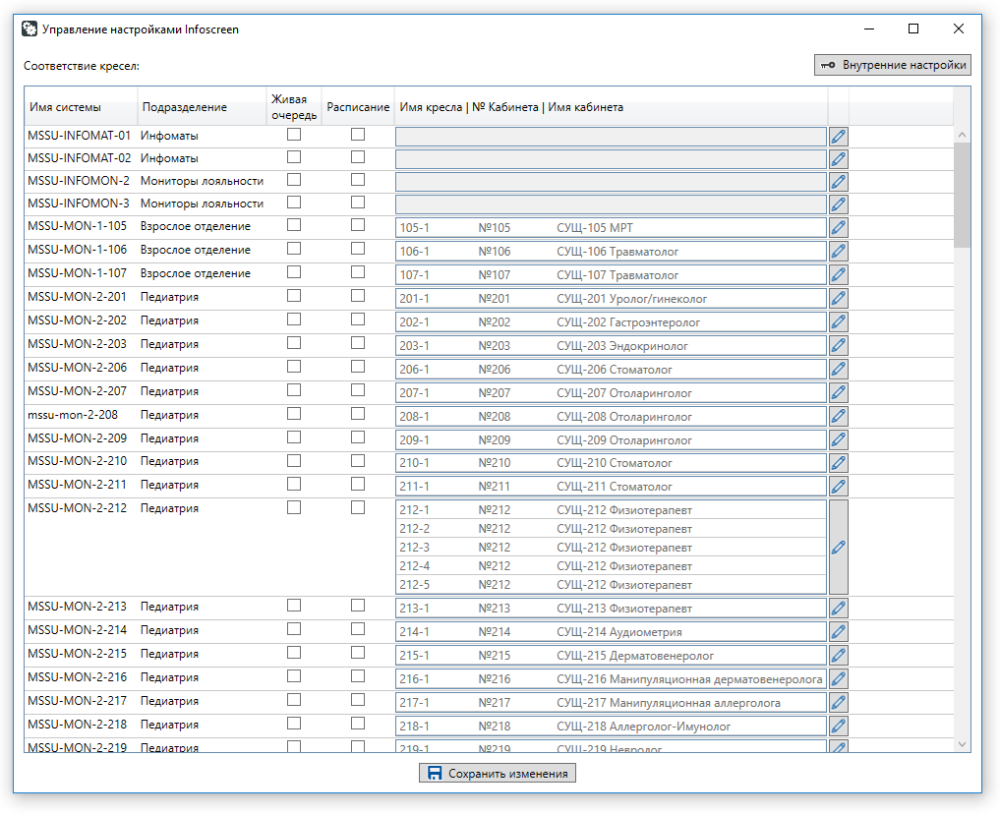 Управление настройками Infoscreen
Соответствие кресел:
Внутренние настройки
Имя системы Подразделение Живая очередь Расписание Имя кресла | № Кабинета | Имя кабинета
MSSU-INFOMAT-01 Инфоматы
MSSU-INFOMAT-02 Инфоматы
MSSU-INFOMON-2 Мониторы лояльности
MSSU-INFOMON-3 Мониторы лояльности
MSSU-MON-1-105 Взрослое отделение 105-1 №105 СУЩ-105 МРТ
MSSU-MON-1-106 Взрослое отделение 106-1 №106 СУЩ-106 Травматолог
MSSU-MON-1-107 Взрослое отделение 107-1 №107 СУЩ-107 Травматолог
MSSU-MON-2-201 Педиатрия 201-1 №201 СУЩ-201 Уролог/гинеколог
MSSU-MON-2-202 Педиатрия 202-1 №202 СУЩ-202 Гастроэнтеролог
MSSU-MON-2-203 Педиатрия 203-1 №203 СУЩ-203 Эндокринолог
MSSU-MON-2-206 Педиатрия 206-1 №206 СУЩ-206 Стоматолог
MSSU-MON-2-207 Педиатрия 207-1 №207 СУЩ-207 Отоларинголог
mssu-mon-2-208 Педиатрия 208-1 №208 СУЩ-208 Отоларинголог
MSSU-MON-2-209 Педиатрия 209-1 №209 СУЩ-209 Отоларинголог
MSSU-MON-2-210 Педиатрия 210-1 №210 СУЩ-210 Стоматолог
MSSU-MON-2-211 Педиатрия 211-1 №211 СУЩ-211 Стоматолог
MSSU-MON-2-212 Педиатрия 212-1 №212 СУЩ-212 Физиотерапевт
212-2 №212 СУЩ-212 Физиотерапевт
212-3 №212 СУЩ-212 Физиотерапевт
212-4 №212 СУЩ-212 Физиотерапевт
212-5 №212 СУЩ-212 Физиотерапевт
MSSU-MON-2-213 Педиатрия 213-1 №213 СУЩ-213 Физиотерапевт
MSSU-MON-2-214 Педиатрия 214-1 №214 СУЩ-214 Аудиометрия
MSSU-MON-2-215 Педиатрия 215-1 №215 СУЩ-215 Дерматовенеролог
MSSU-MON-2-216 Педиатрия 216-1 №216 СУЩ-216 Манипуляционная дерматовенеролога
MSSU-MON-2-217 Педиатрия 217-1 №217 СУЩ-217 Манипуляционная аллерголога
MSSU-MON-2-218 Педиатрия 218-1 №218 СУЩ-218 Аллерголог-Имунолог
MSSU-MON-2-219 Педиатрия 219-1 №219 СУЩ-219 Невролог
Сохранить изменения